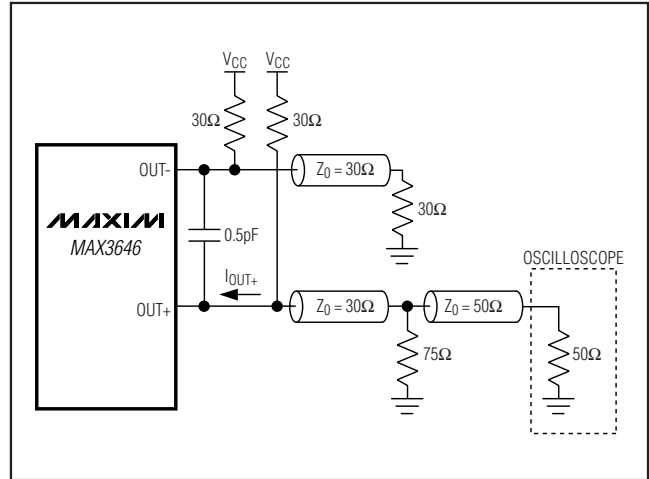 VCC VCC
30Ω 30Ω
OUT- Z0 = 30Ω
MAXIM
MAX3646
0.5pF
30Ω
OSCILLOSCOPE
IOUT+
OUT+ Z0 = 30Ω Z0 = 50Ω
75Ω 50Ω